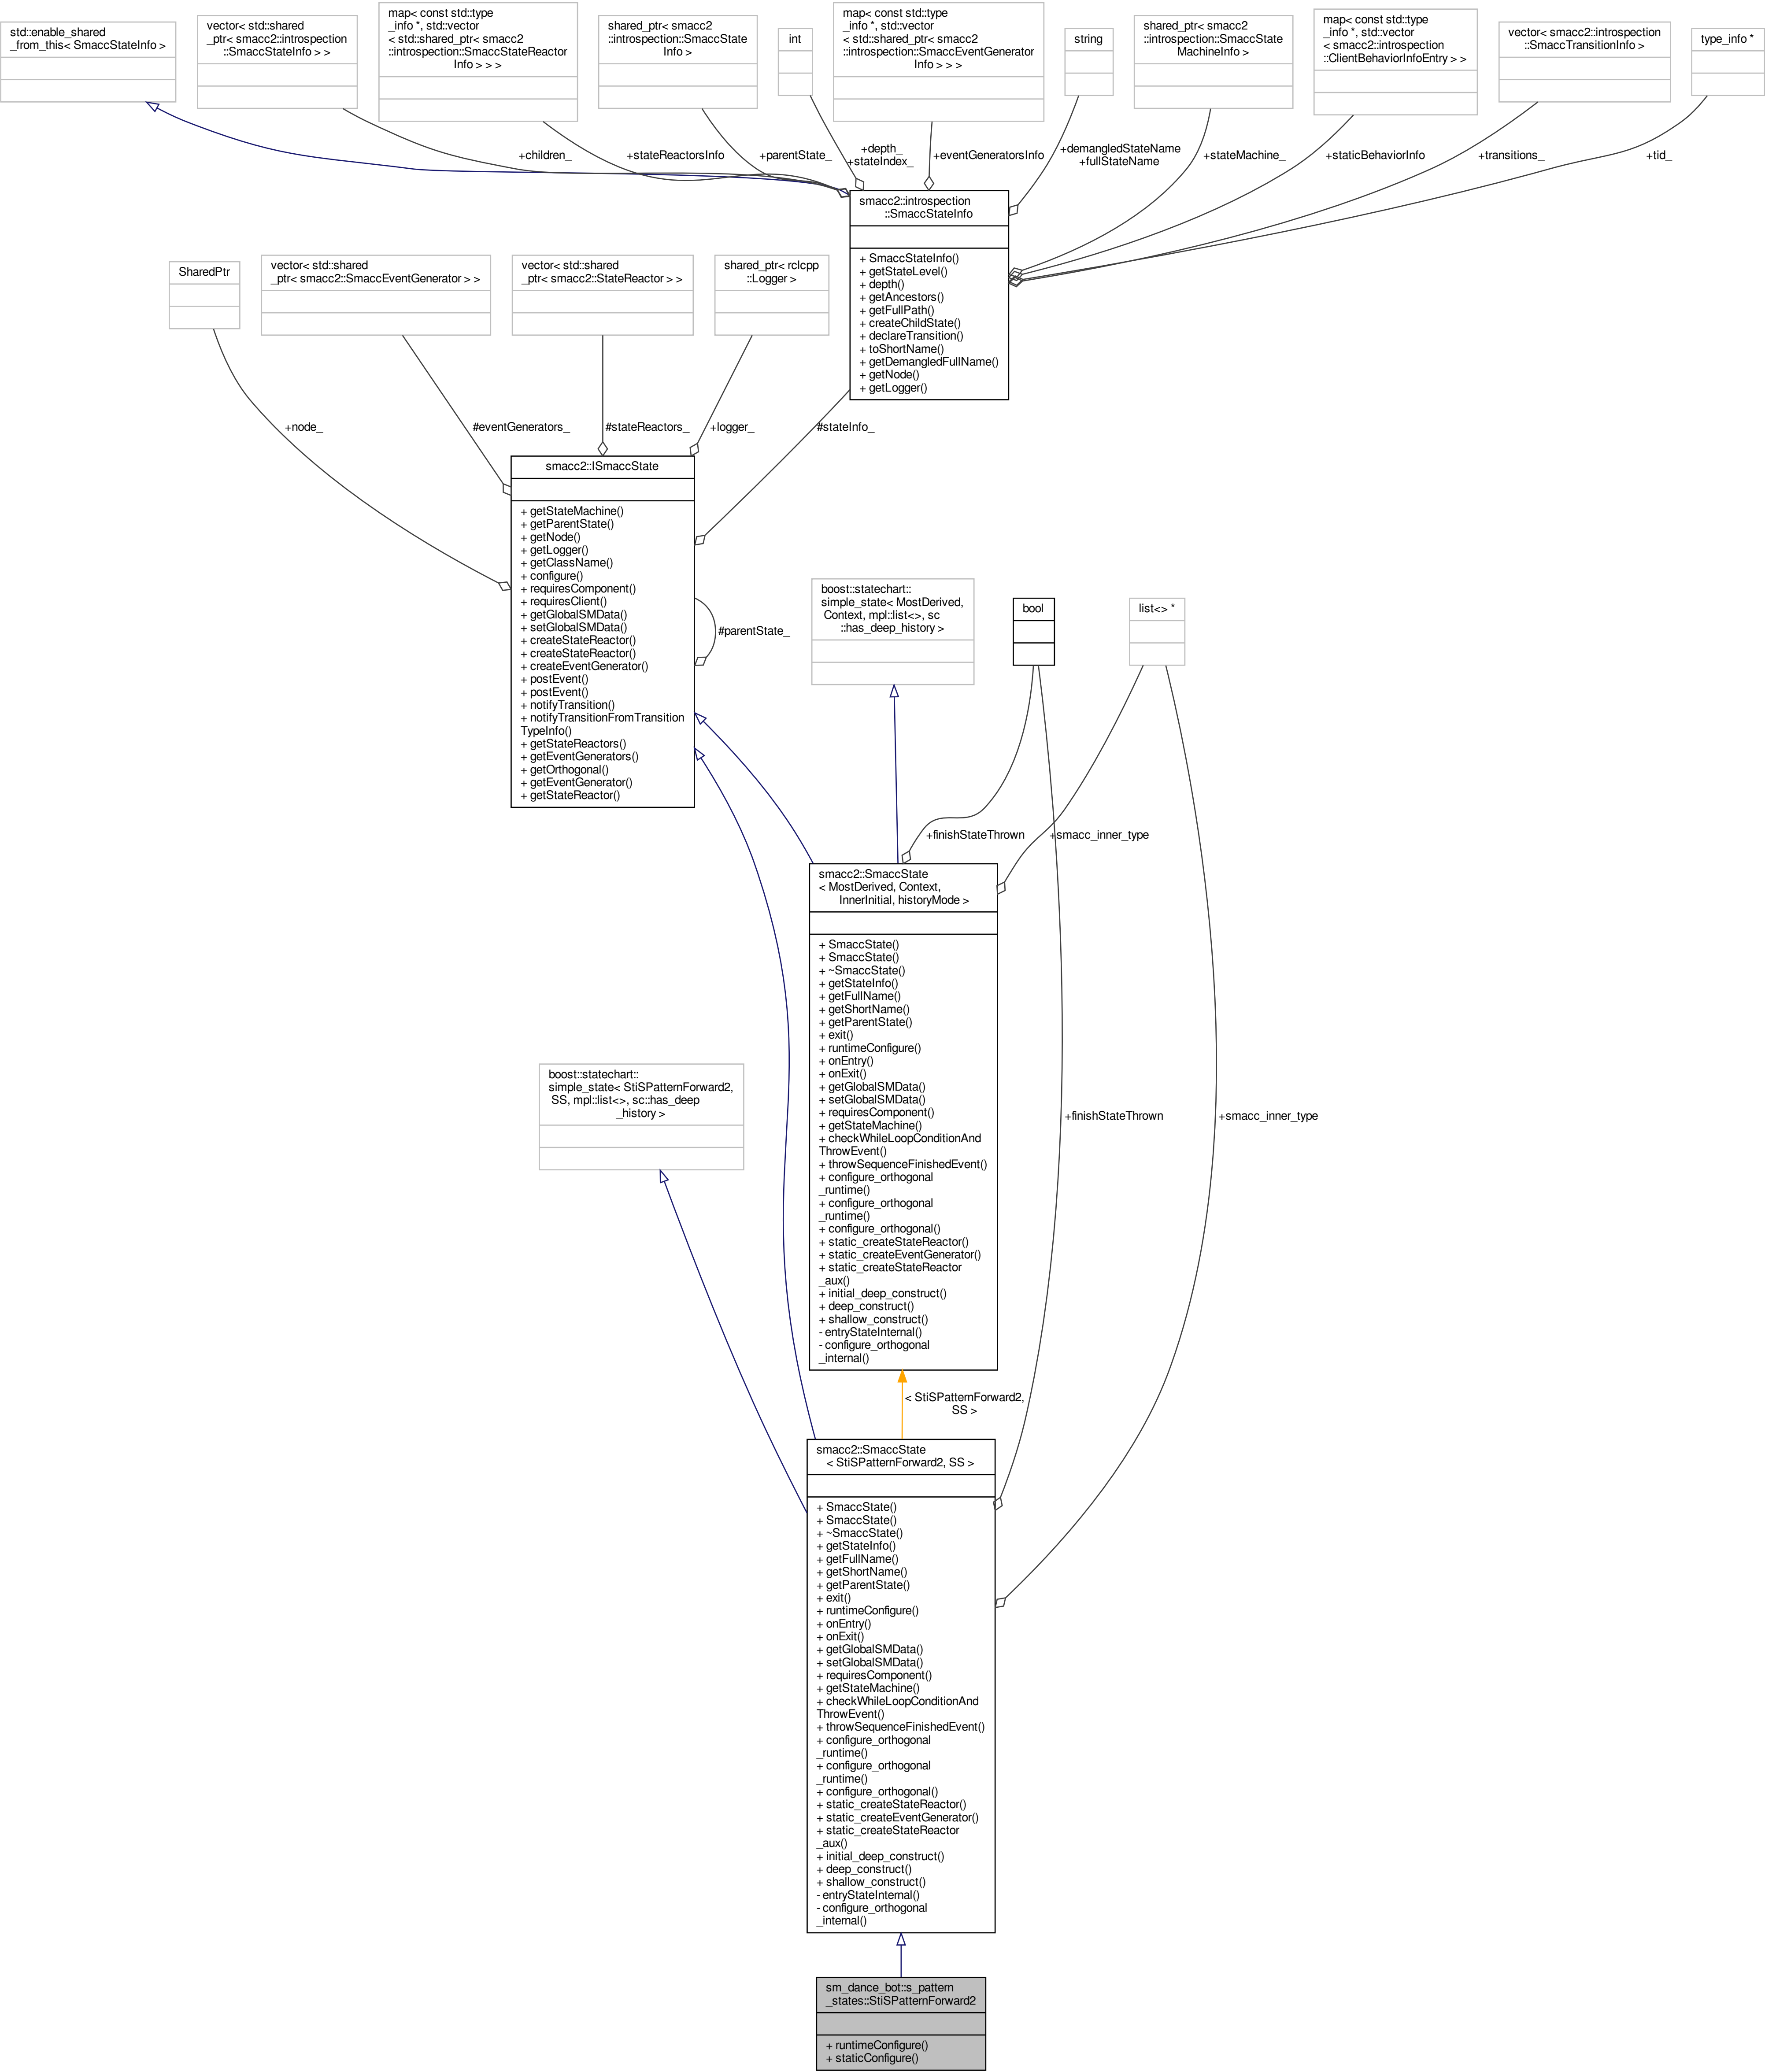 std::enable_shared
_from_this< SmaccStateInfo >
vector< std::shared
_ptr< smacc2::introspection
::SmaccStateInfo > >
map< const std::type
_info *, std::vector
< std::shared_ptr< smacc2
::introspection::SmaccStateReactor
Info > > >
shared_ptr< smacc2
::introspection::SmaccState
Info >
int
map< const std::type
_info *, std::vector
< std::shared_ptr< smacc2
::introspection::SmaccEventGenerator
Info > > >
string
shared_ptr< smacc2
::introspection::SmaccState
MachineInfo >
map< const std::type
_info *, std::vector
< smacc2::introspection
::ClientBehaviorInfoEntry > >
vector< smacc2::introspection
::SmaccTransitionInfo >
type_info *
+children_
+stateReactorsInfo
+parentState_
+depth_
+stateIndex_
+eventGeneratorsInfo
+demangledStateName
+fullStateName
+stateMachine_
+staticBehaviorInfo
+transitions_
+tid_
smacc2::introspection
::SmaccStateInfo
+ SmaccStateInfo()
+ getStateLevel()
+ depth()
+ getAncestors()
+ getFullPath()
+ createChildState()
+ declareTransition()
+ toShortName()
+ getDemangledFullName()
+ getNode()
+ getLogger()
SharedPtr
vector< std::shared
_ptr< smacc2::SmaccEventGenerator > >
vector< std::shared
_ptr< smacc2::StateReactor > >
shared_ptr< rclcpp
::Logger >
+node_
#eventGenerators_
#stateReactors_
+logger_
#stateInfo_
smacc2::ISmaccState
+ getStateMachine()
+ getParentState()
+ getNode()
+ getLogger()
+ getClassName()
+ configure()
+ requiresComponent()
+ requiresClient()
+ getGlobalSMData()
+ setGlobalSMData()
+ createStateReactor()
+ createStateReactor()
+ createEventGenerator()
+ postEvent()
+ postEvent()
+ notifyTransition()
+ notifyTransitionFromTransition
TypeInfo()
+ getStateReactors()
+ getEventGenerators()
+ getOrthogonal()
+ getEventGenerator()
+ getStateReactor()
#parentState_
boost::statechart::
simple_state< MostDerived,
Context, mpl::list<>, sc
::has_deep_history >
bool
list<> *
+finishStateThrown
+smacc_inner_type
smacc2::SmaccState
< MostDerived, Context,
InnerInitial, historyMode >
+ SmaccState()
+ SmaccState()
+ ~SmaccState()
+ getStateInfo()
+ getFullName()
+ getShortName()
+ getParentState()
+ exit()
+ runtimeConfigure()
+ onEntry()
+ onExit()
+ getGlobalSMData()
+ setGlobalSMData()
+ requiresComponent()
+ getStateMachine()
+ checkWhileLoopConditionAnd
ThrowEvent()
+ throwSequenceFinishedEvent()
+ configure_orthogonal
_runtime()
+ configure_orthogonal
_runtime()
+ configure_orthogonal()
+ static_createStateReactor()
+ static_createEventGenerator()
+ static_createStateReactor
_aux()
+ initial_deep_construct()
+ deep_construct()
+ shallow_construct()
- entryStateInternal()
- configure_orthogonal
_internal()
boost::statechart::
simple_state< StiSPatternForward2,
SS, mpl::list<>, sc::has_deep
_history >
+finishStateThrown
+smacc_inner_type
< StiSPatternForward2,
SS >
smacc2::SmaccState
< StiSPatternForward2, SS >
+ SmaccState()
+ SmaccState()
+ ~SmaccState()
+ getStateInfo()
+ getFullName()
+ getShortName()
+ getParentState()
+ exit()
+ runtimeConfigure()
+ onEntry()
+ onExit()
+ getGlobalSMData()
+ setGlobalSMData()
+ requiresComponent()
+ getStateMachine()
+ checkWhileLoopConditionAnd
ThrowEvent()
+ throwSequenceFinishedEvent()
+ configure_orthogonal
_runtime()
+ configure_orthogonal
_runtime()
+ configure_orthogonal()
+ static_createStateReactor()
+ static_createEventGenerator()
+ static_createStateReactor
_aux()
+ initial_deep_construct()
+ deep_construct()
+ shallow_construct()
- entryStateInternal()
- configure_orthogonal
_internal()
sm_dance_bot::s_pattern
_states::StiSPatternForward2
+ runtimeConfigure()
+ staticConfigure()